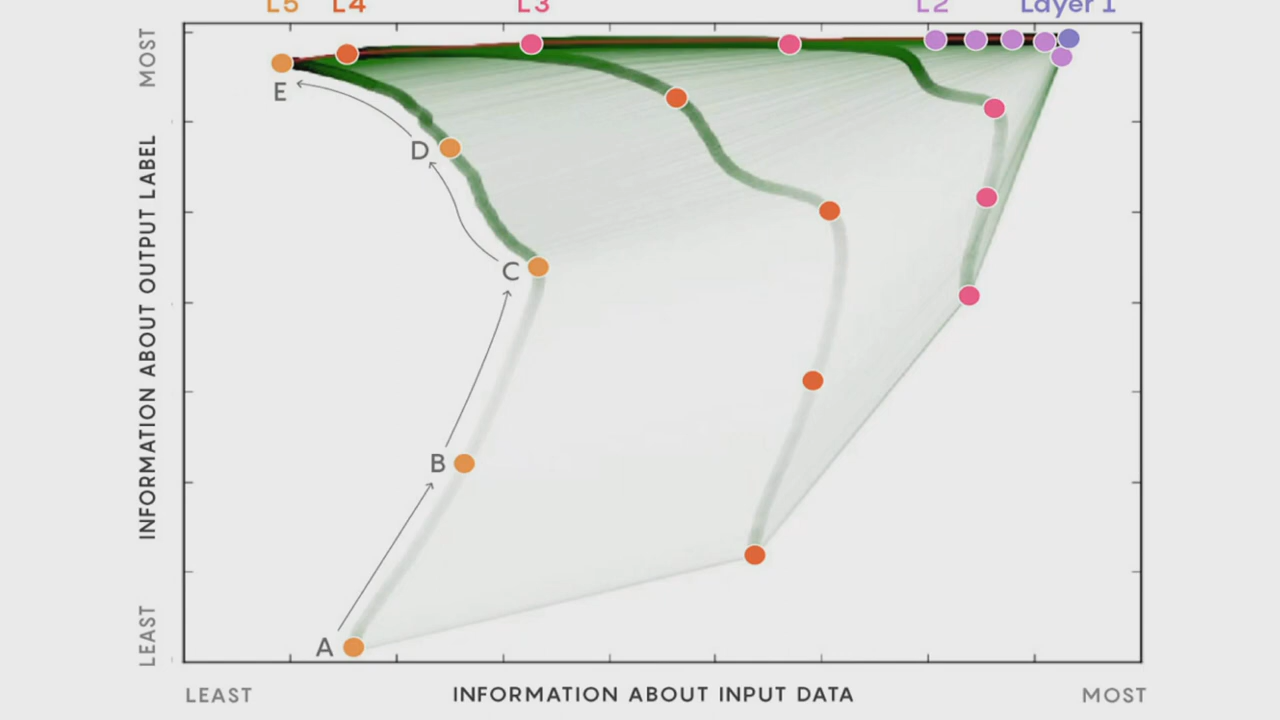 L5 L4 L3 L2 Layer 1
MOST
INFORMATION ABOUT OUTPUT LABEL
LEAST
E
D
C
B
A
LEAST INFORMATION ABOUT INPUT DATA MOST